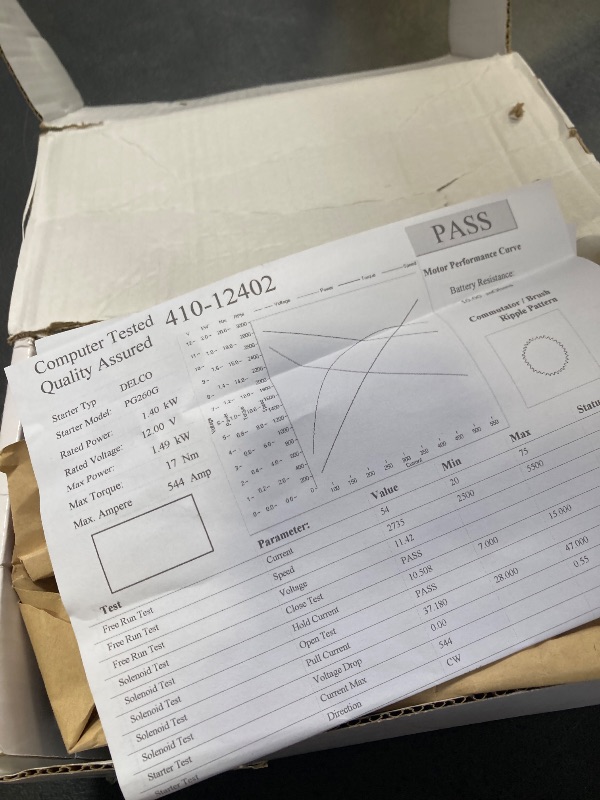 PASS
Computer Tested 410-12402
Quality Assured
Motor Performance Curve
Battery Resistance:
Commutator / Brush
Ripple Pattern
Voltage Power Torque Speed
Starter Typ DELCO
Starter Model: PG260G
Rated Power: 1.40 kW
Rated Voltage: 12.00 V
Max Power: 1.49 kW
Max Torque: 17 Nm
Max. Ampere 544 Amp
Current
Test Parameter: Value Min Max Statu
Free Run Test Current 54 20 75
Free Run Test Speed 2735 2500 5500
Free Run Test Voltage 11.42
Solenoid Test Close Test PASS
Solenoid Test Hold Current 10.508 7.000 15.000
Solenoid Test Open Test PASS
Solenoid Test Pull Current 37.180 28.000 47.000
Solenoid Test Voltage Drop 0.00 0.55
Starter Test Current Max 544
Starter Test Direction CW